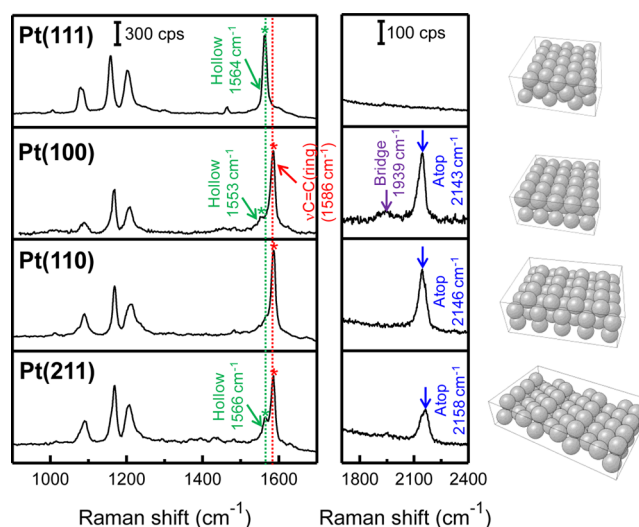 Pt(111)
300 cps
Hollow
1564 cm-1
*
100 cps
Pt(100)
Hollow
1553 cm-1
*
*
νC=C(ring)
(1586 cm-1)
Bridge
1939 cm-1
Atop
2143 cm-1
Pt(110)
*
Atop
2146 cm-1
Pt(211)
Hollow
1566 cm-1
*
*
Atop
2158 cm-1
1000 1200 1400 1600
1800 2100 2400
Raman shift (cm-1)
Raman shift (cm-1)